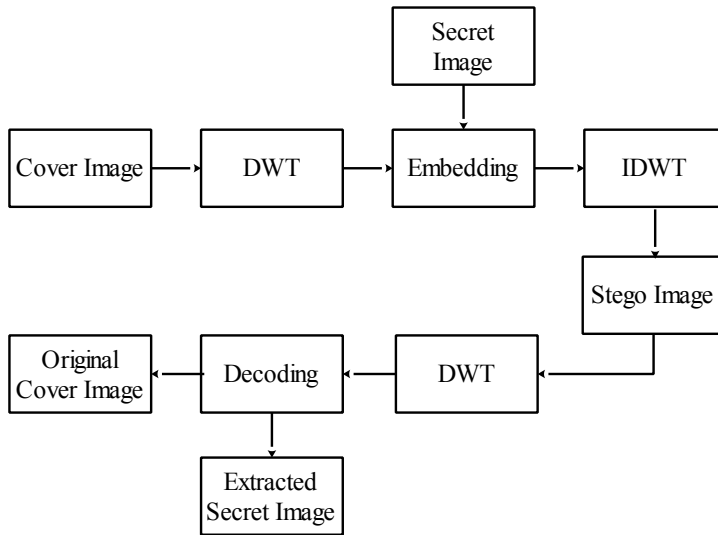 Secret
Image
Cover Image
DWT
Embedding
IDWT
Stego Image
Original
Cover Image
Decoding
DWT
Extracted
Secret Image